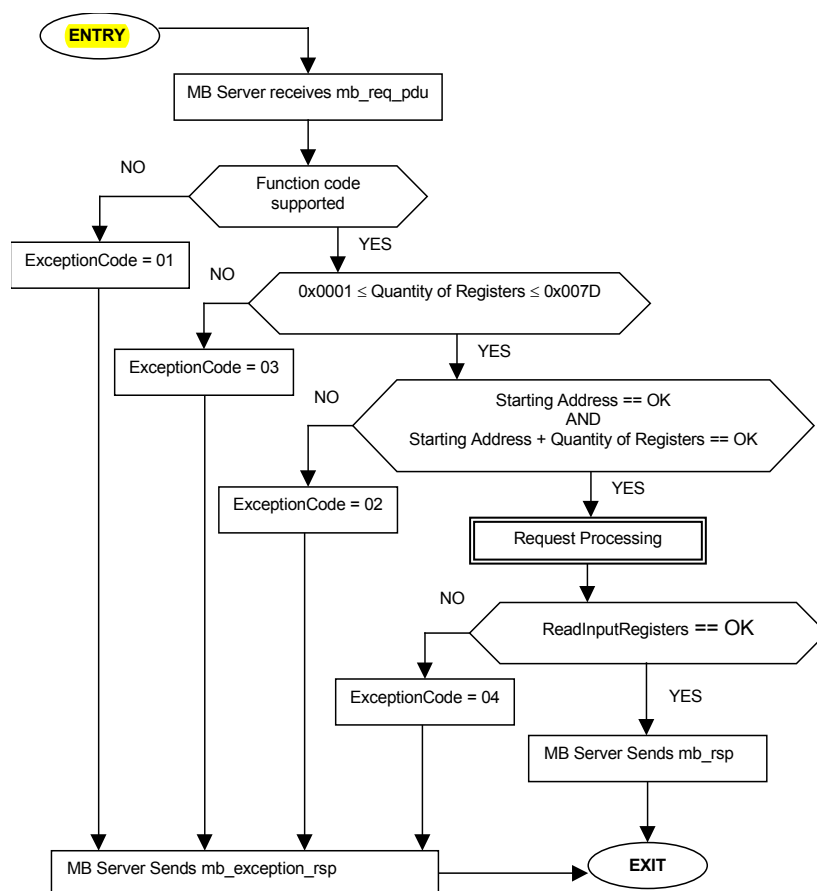 ENTRY
MB Server receives mb_req_pdu
NO
Function code
supported
YES
ExceptionCode = 01
NO
0x0001 ≤ Quantity of Registers ≤ 0x007D
YES
ExceptionCode = 03
NO
Starting Address == OK
AND
Starting Address + Quantity of Registers == OK
YES
ExceptionCode = 02
Request Processing
NO
ReadInputRegisters == OK
YES
ExceptionCode = 04
MB Server Sends mb_rsp
MB Server Sends mb_exception_rsp
EXIT